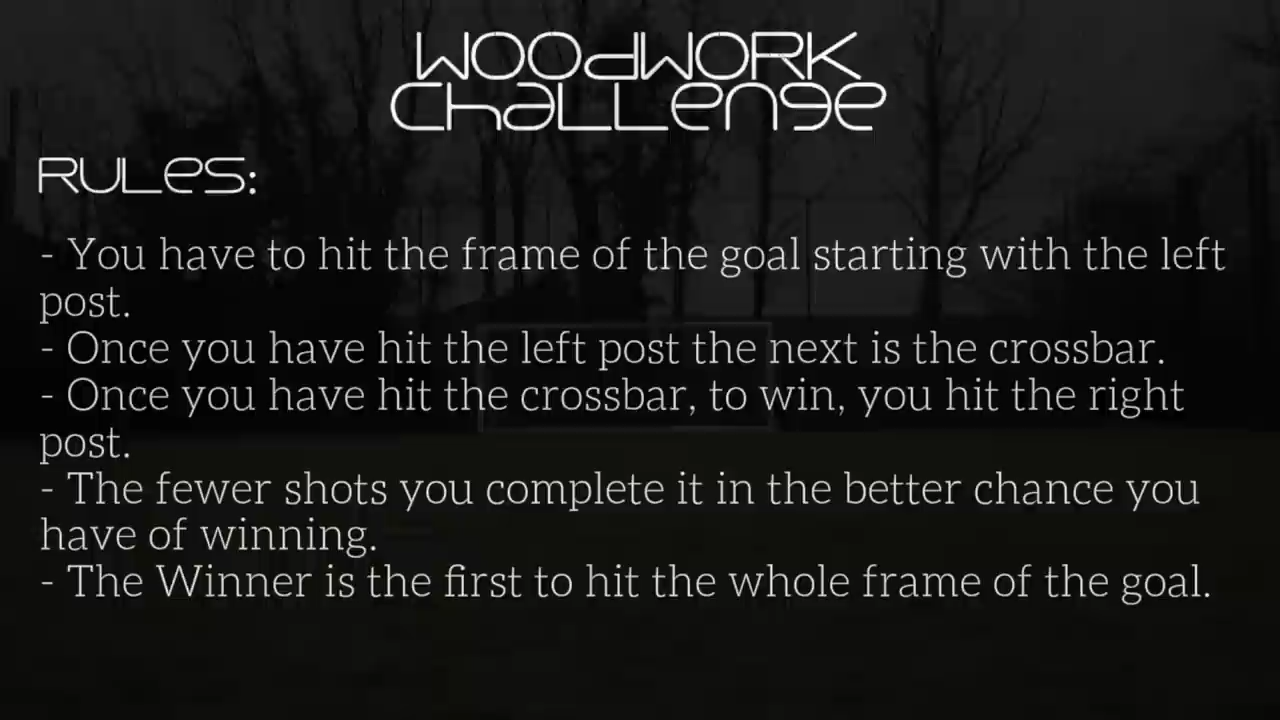 WOODWORK
CHALLENGE
RULES:
- You have to hit the frame of the goal starting with the left
post.
- Once you have hit the left post the next is the crossbar.
- Once you have hit the crossbar, to win, you hit the right
post.
- The fewer shots you complete it in the better chance you
have of winning.
- The Winner is the first to hit the whole frame of the goal.